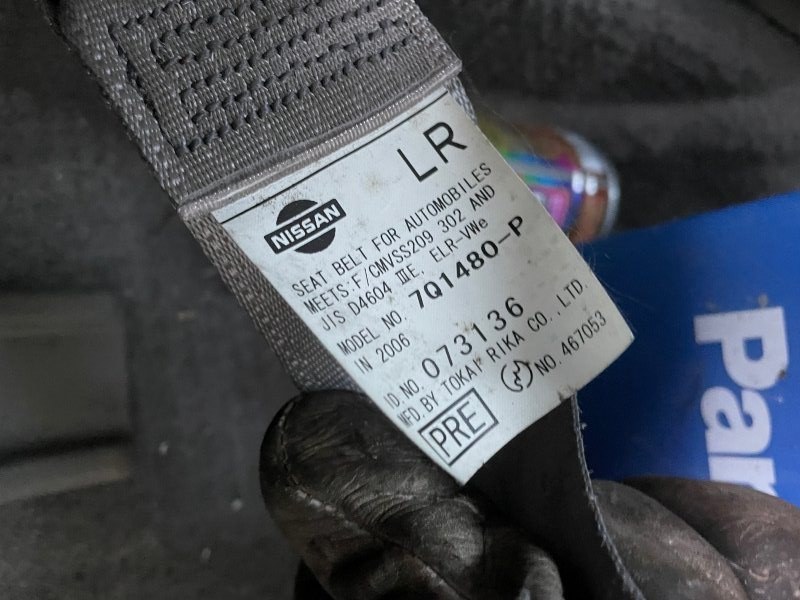 LR
NISSAN
SEAT BELT FOR AUTOMOBILES
MEETS:F/CMVSS209 302 AND
JIS D4604 ⅢE, ELR-VWe
MODEL NO. 7Q1480-P
IN 2006
ID.NO. 073136
MFD.BY TOKAI RIKA CO.,LTD.
PRE NO. 467053
Par